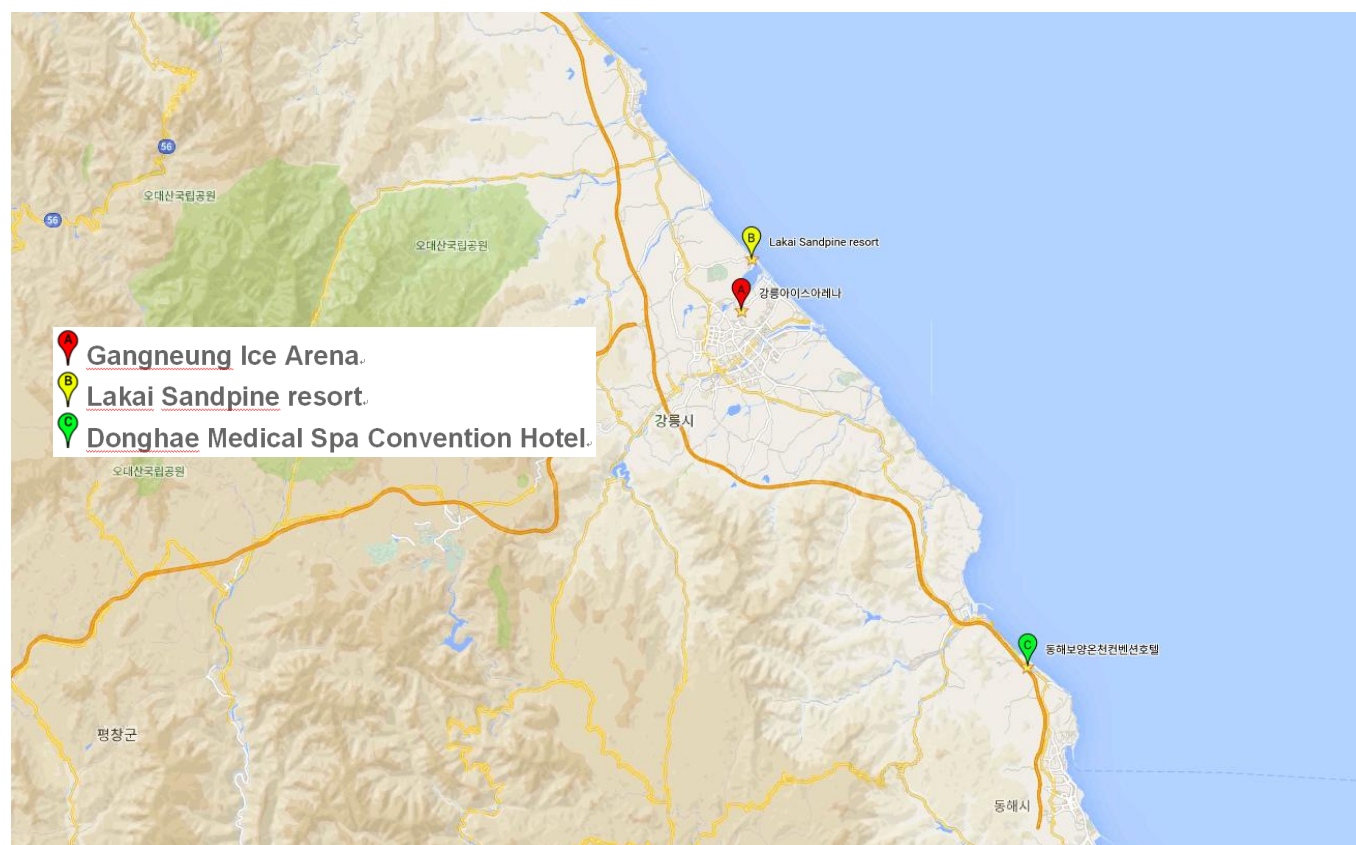 56
오대산국립공원
56
오대산국립공원
B
Lakai Sandpine resort
A
강릉아이스아레나
A Gangneung Ice Arena
B Lakai Sandpine resort
C Donghae Medical Spa Convention Hotel
강릉시
오대산국립공원
C
동해보양온천컨벤션호텔
평창군
동해시